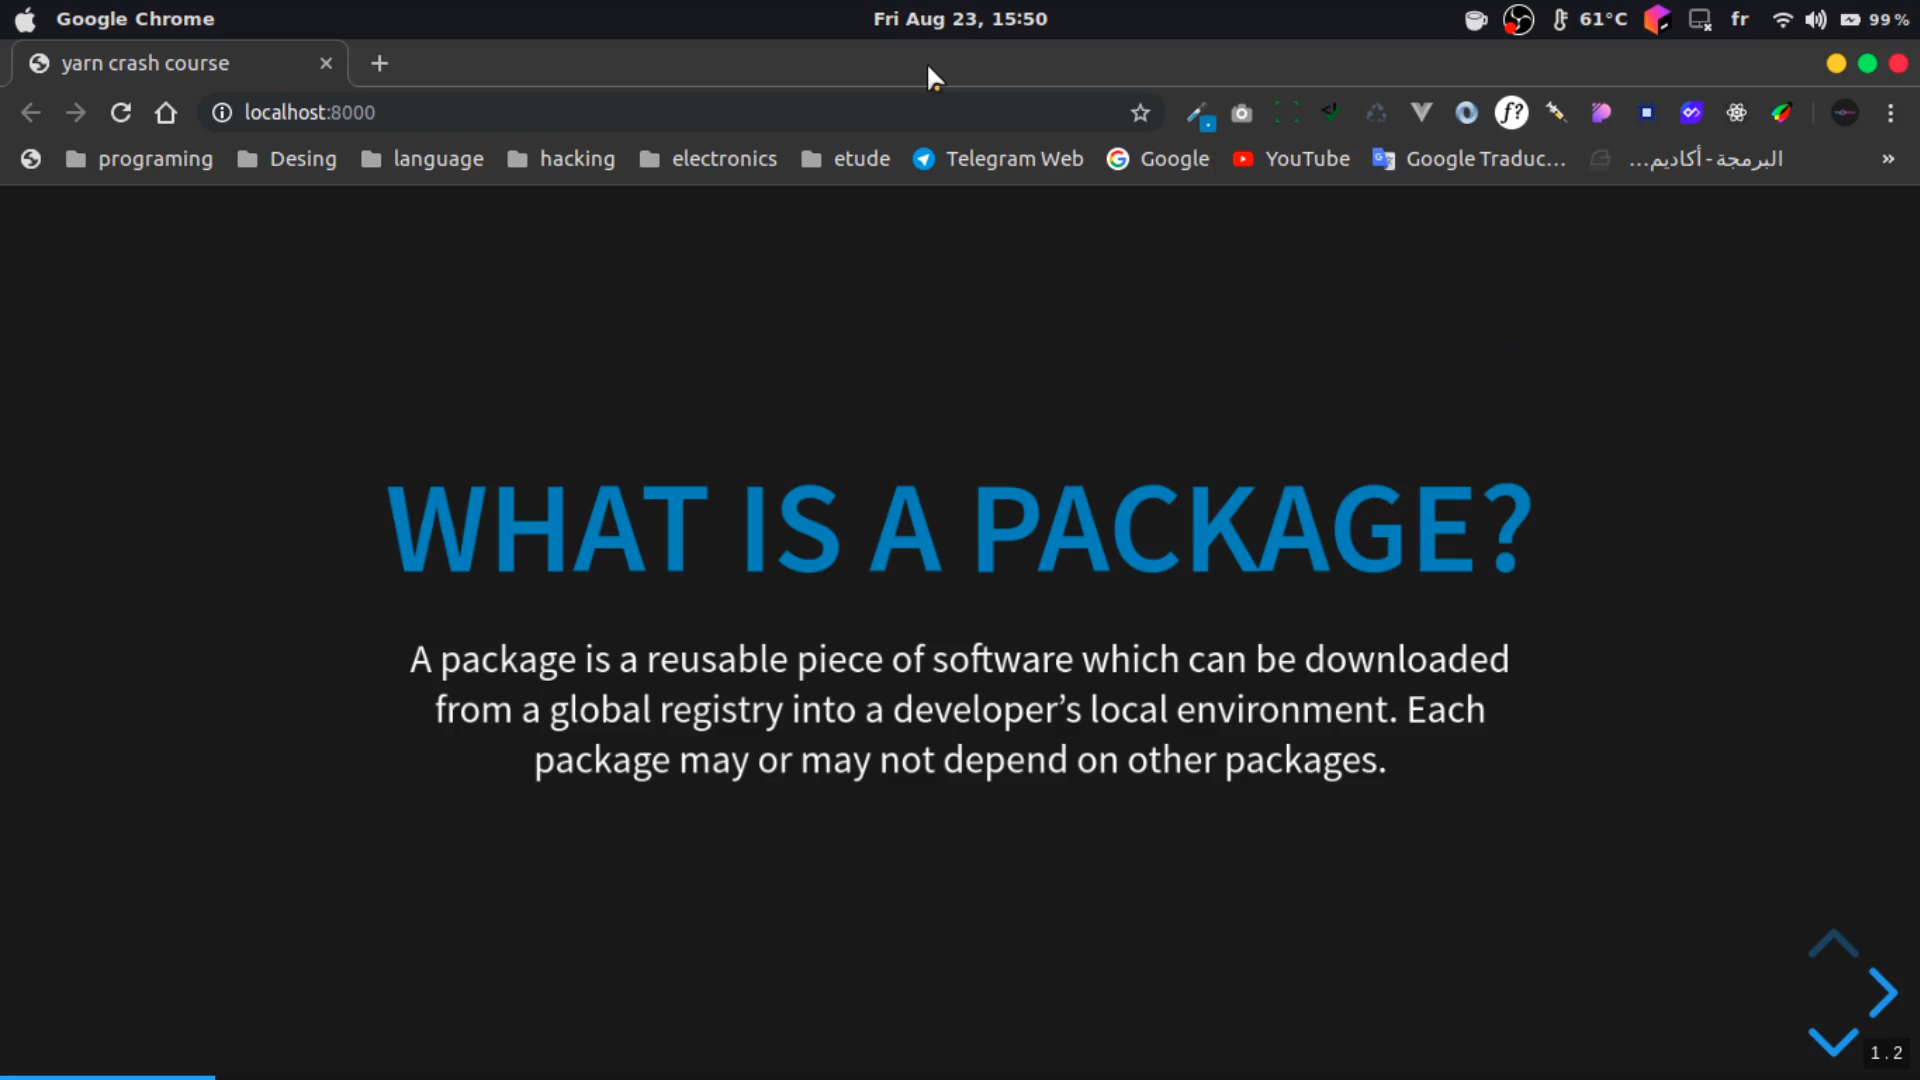 Google Chrome
Fri Aug 23, 15:50
61°C
fr
99%
yarn crash course
localhost:8000
f?
programing
Desing
language
hacking
electronics
etude
Telegram Web
Google
YouTube
Google Traduc...
البرمجة - أكاديم...
»
WHAT IS A PACKAGE?
A package is a reusable piece of software which can be downloaded
from a global registry into a developer’s local environment. Each
package may or may not depend on other packages.
1.2